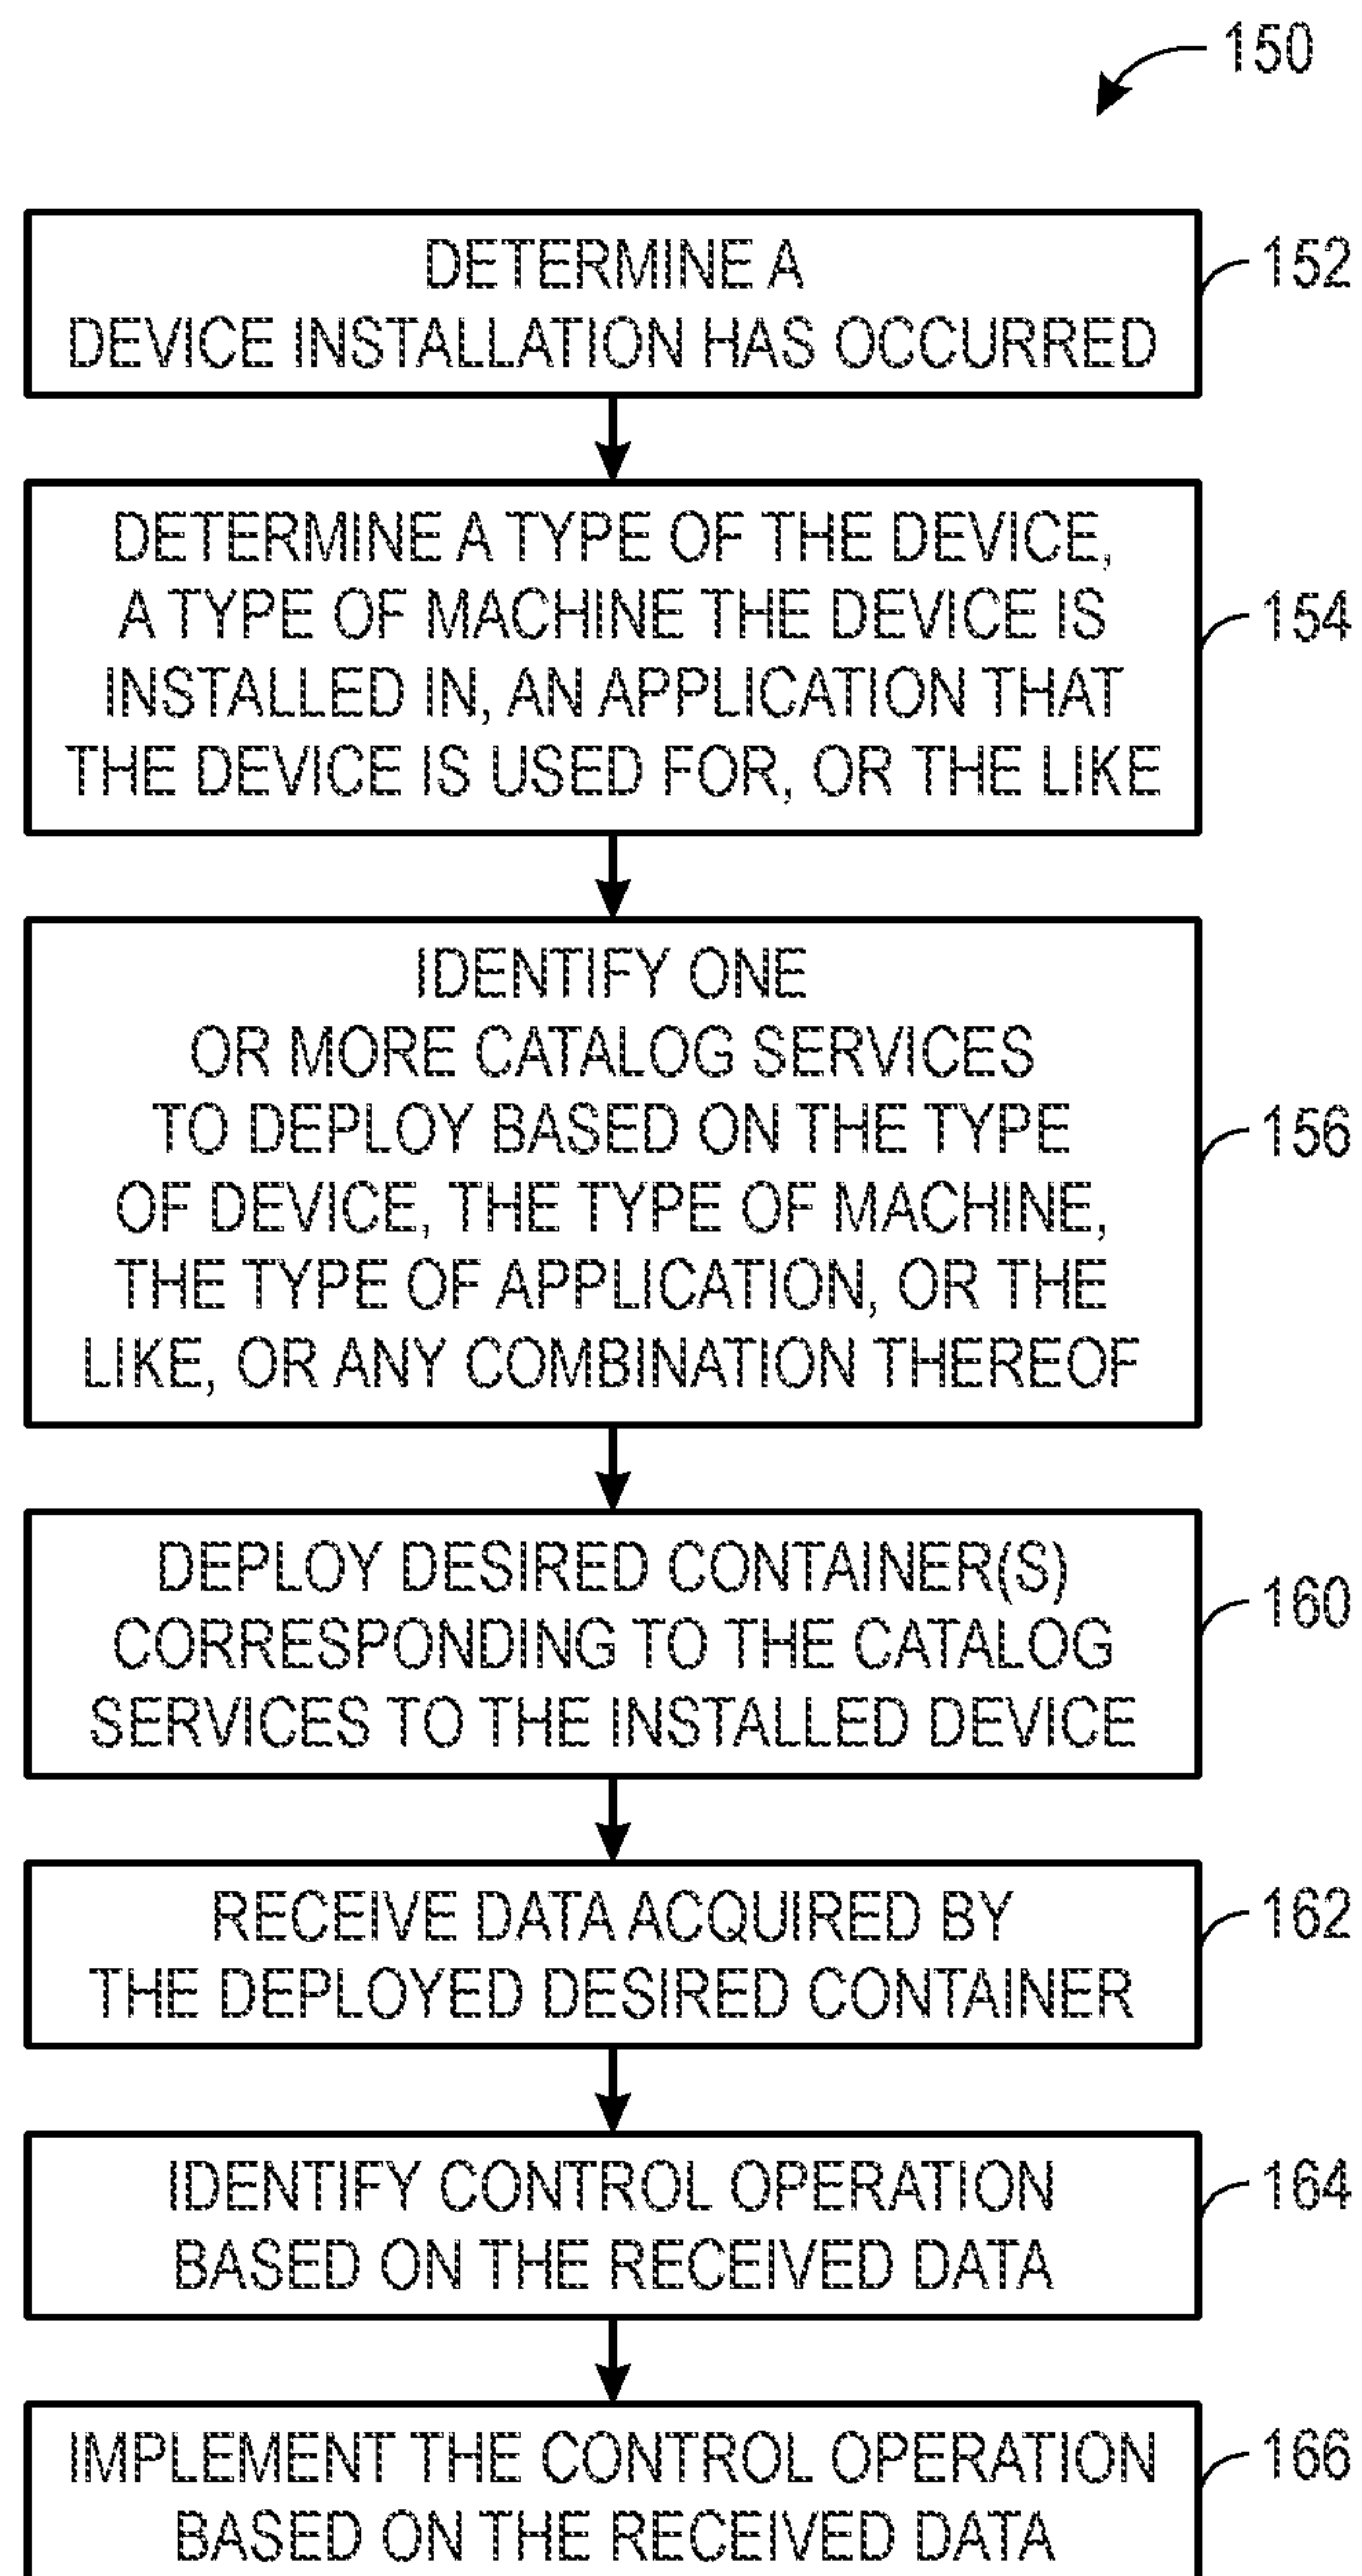 150
DETERMINE A
DEVICE INSTALLATION HAS OCCURRED
152
DETERMINE A TYPE OF THE DEVICE,
A TYPE OF MACHINE THE DEVICE IS
INSTALLED IN, AN APPLICATION THAT
THE DEVICE IS USED FOR, OR THE LIKE
154
IDENTIFY ONE
OR MORE CATALOG SERVICES
TO DEPLOY BASED ON THE TYPE
OF DEVICE, THE TYPE OF MACHINE,
THE TYPE OF APPLICATION, OR THE
LIKE, OR ANY COMBINATION THEREOF
156
DEPLOY DESIRED CONTAINER(S)
CORRESPONDING TO THE CATALOG
SERVICES TO THE INSTALLED DEVICE
160
RECEIVE DATA ACQUIRED BY
THE DEPLOYED DESIRED CONTAINER
162
IDENTIFY CONTROL OPERATION
BASED ON THE RECEIVED DATA
164
IMPLEMENT THE CONTROL OPERATION
BASED ON THE RECEIVED DATA
166